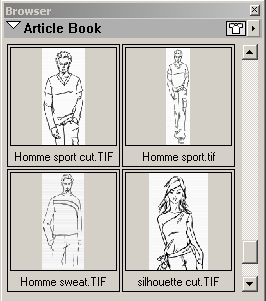 Browser
Article Book
Homme sport cut.TIF
Homme sport.tif
Homme sweat.TIF
silhouette cut.TIF